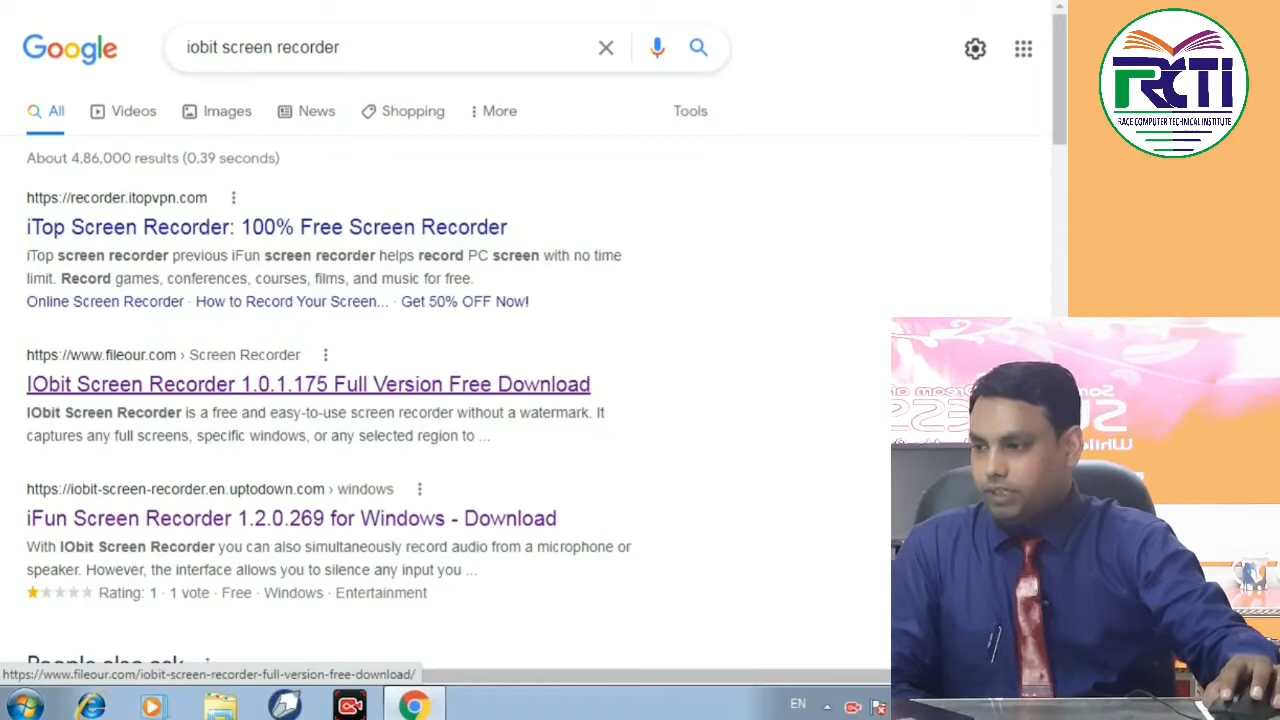 Google
iobit screen recorder
All
Videos
Images
News
Shopping
More
Tools
About 4,86,000 results (0.39 seconds)
https://recorder.itopvpn.com
iTop Screen Recorder: 100% Free Screen Recorder
iTop screen recorder previous iFun screen recorder helps record PC screen with no time
limit. Record games, conferences, courses, films, and music for free.
Online Screen Recorder · How to Record Your Screen... · Get 50% OFF Now!
https://www.fileour.com › Screen Recorder
IObit Screen Recorder 1.0.1.175 Full Version Free Download
IObit Screen Recorder is a free and easy-to-use screen recorder without a watermark. It
captures any full screens, specific windows, or any selected region to ...
https://iobit-screen-recorder.en.uptodown.com › windows
iFun Screen Recorder 1.2.0.269 for Windows - Download
With IObit Screen Recorder you can also simultaneously record audio from a microphone or
speaker. However, the interface allows you to silence any input you ...
Rating: 1 · 1 vote · Free · Windows · Entertainment
People also ask
https://www.fileour.com/iobit-screen-recorder-full-version-free-download/
EN
RCTI
RACE COMPUTER TECHNICAL INSTITUTE